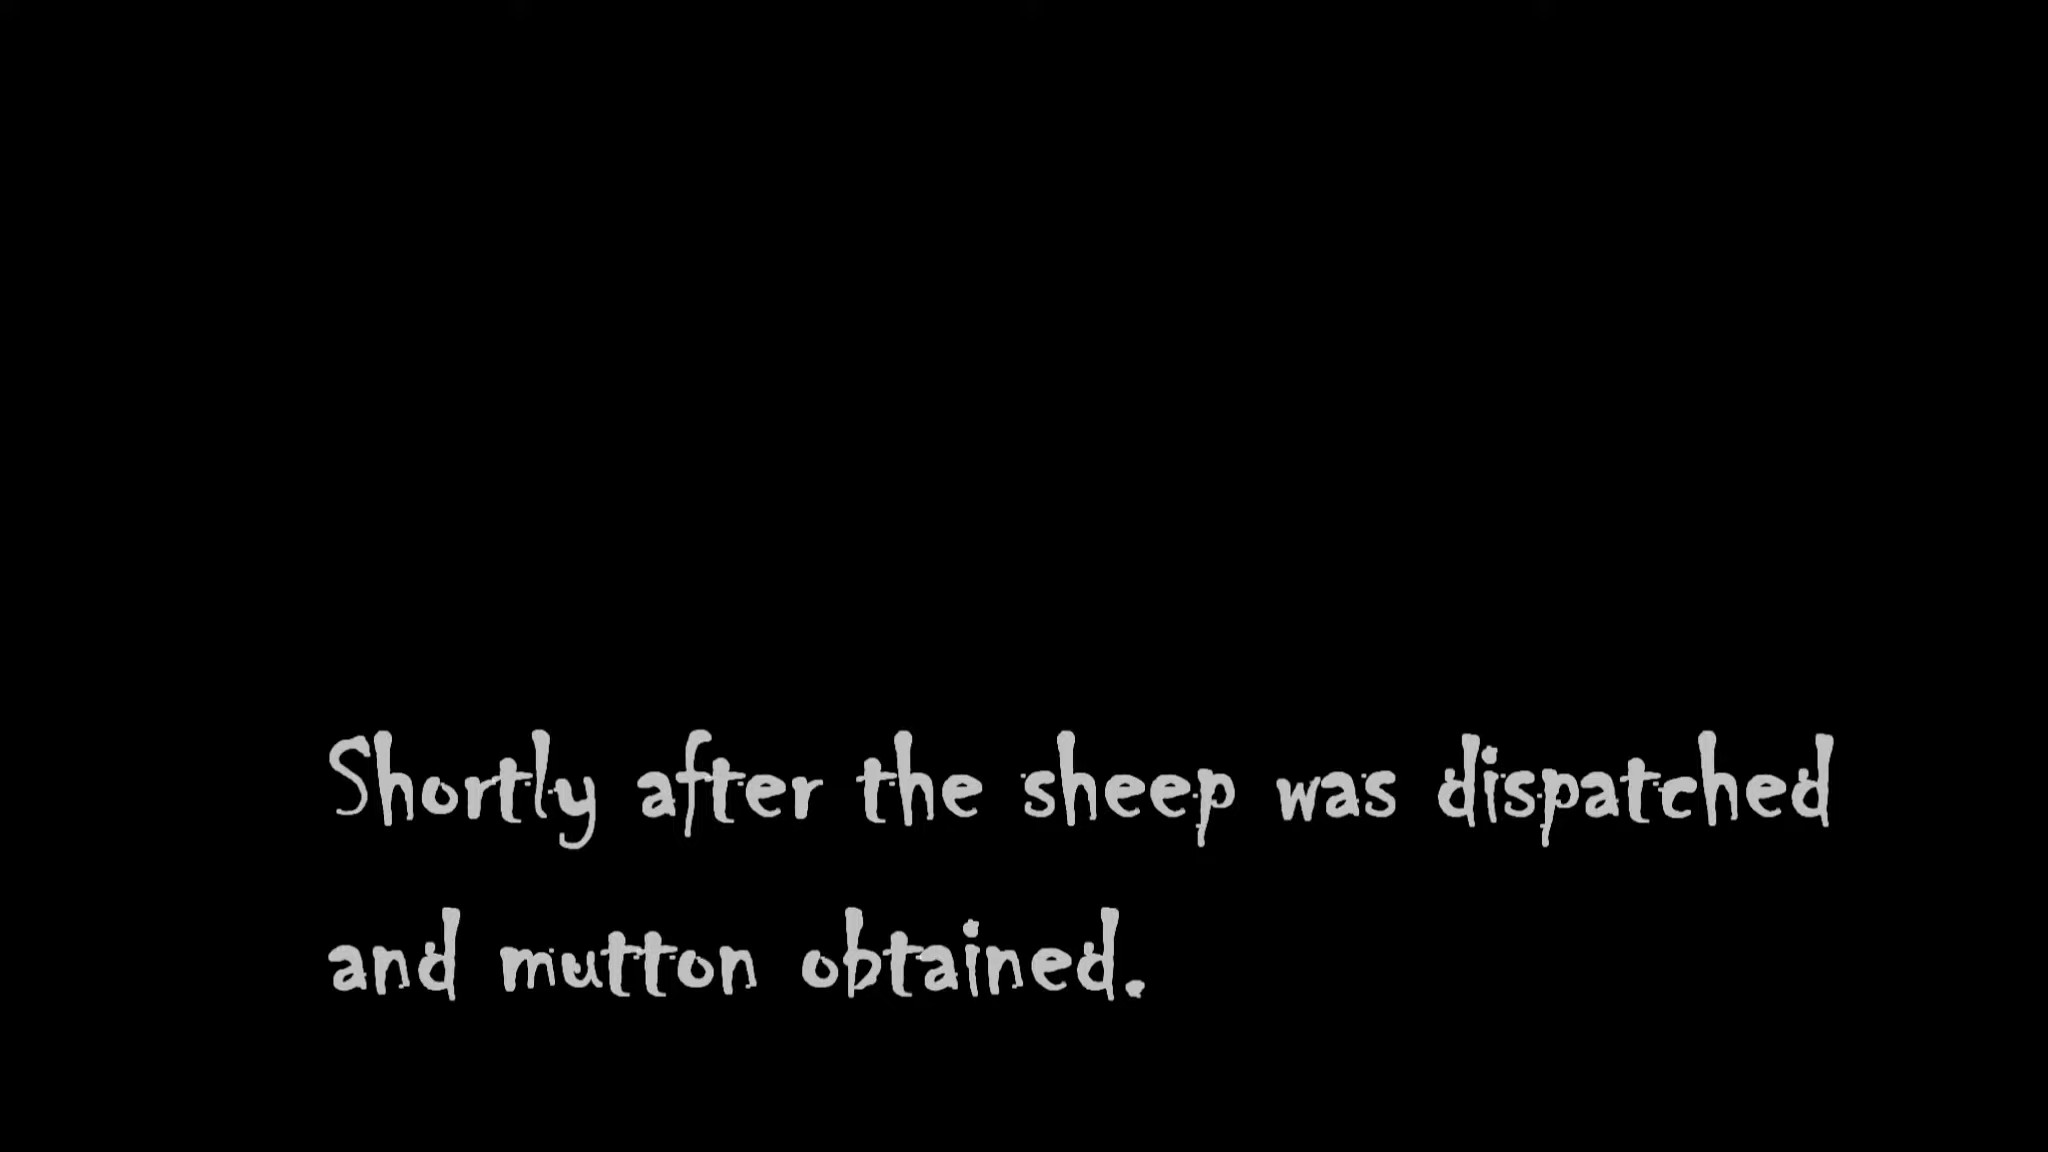 Shortly after the sheep was dispatched
and mutton obtained.